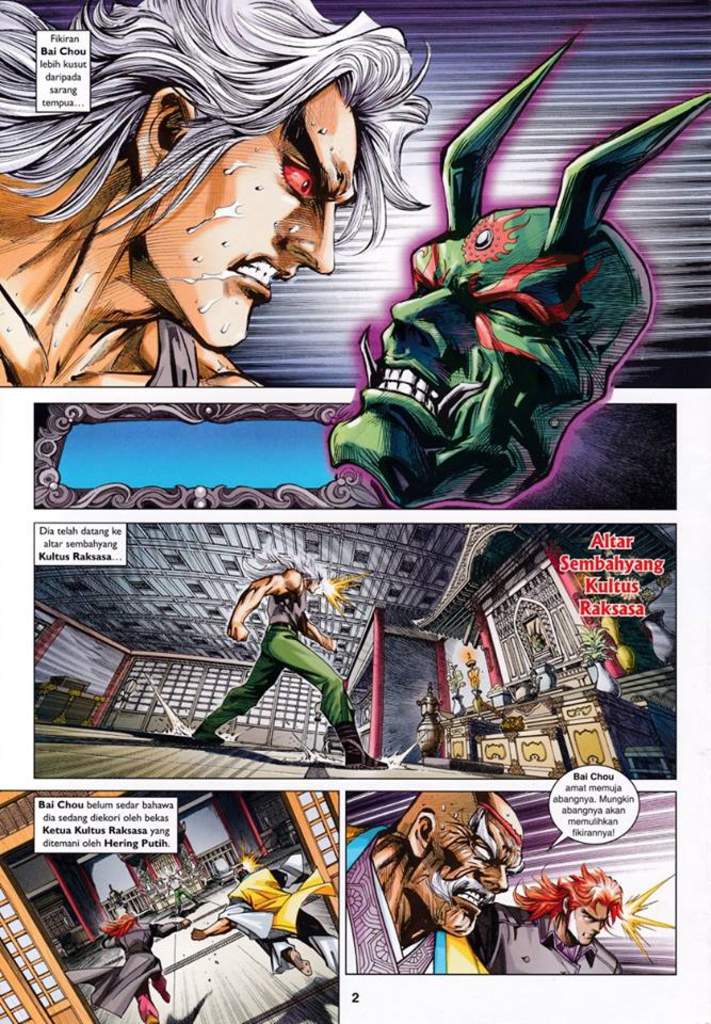 Fikiran
Bai Chou
lebih kusut
daripada
sarang
tempua...
Dia telah datang ke
altar sembahyang
Kultus Raksasa...
Altar
Sembahyang
Kultus
Raksasa
Bai Chou belum sedar bahawa
dia sedang diekori oleh bekas
Ketua Kultus Raksasa yang
ditemani oleh Hering Putih.
Bai Chou
amat memuja
abangnya. Mungkin
abangnya akan
memulihkan
fikirannya!
2